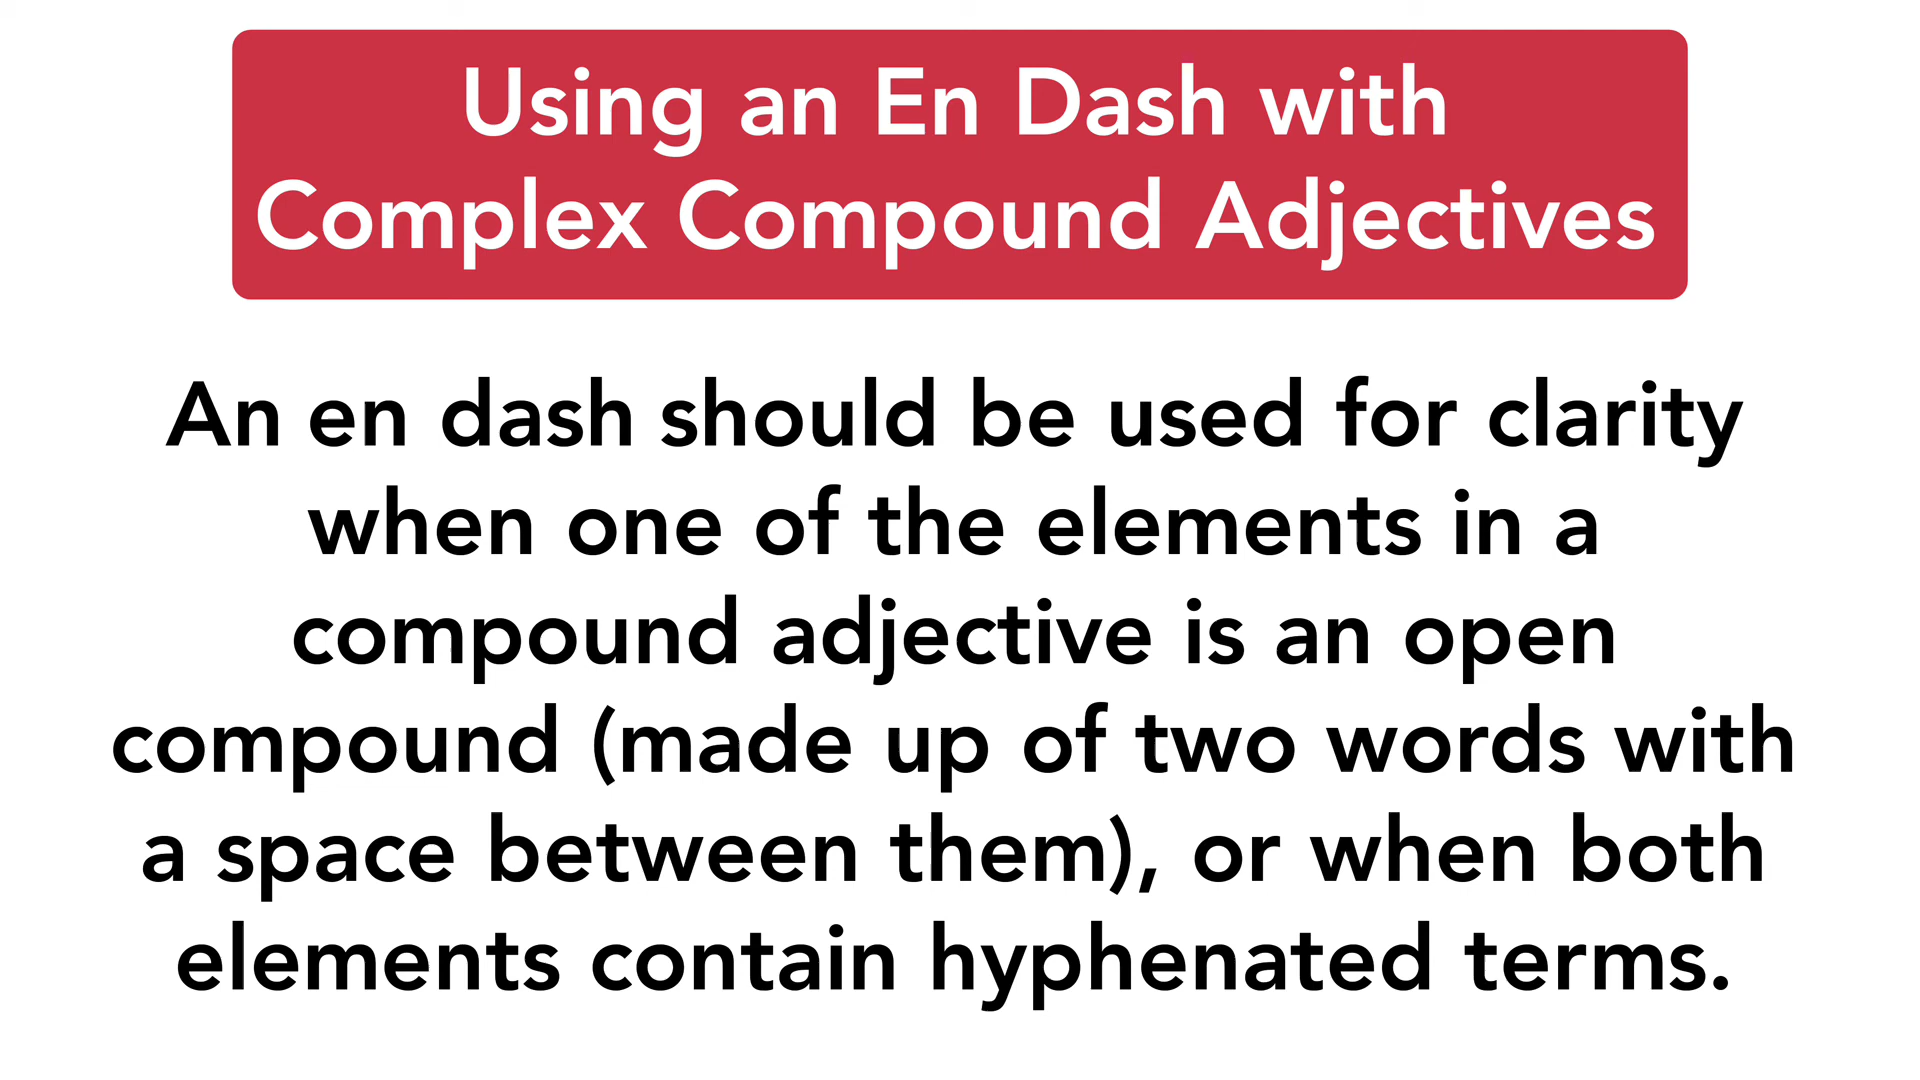 Using an En Dash with
Complex Compound Adjectives
An en dash should be used for clarity
when one of the elements in a
compound adjective is an open
compound (made up of two words with
a space between them), or when both
elements contain hyphenated terms.